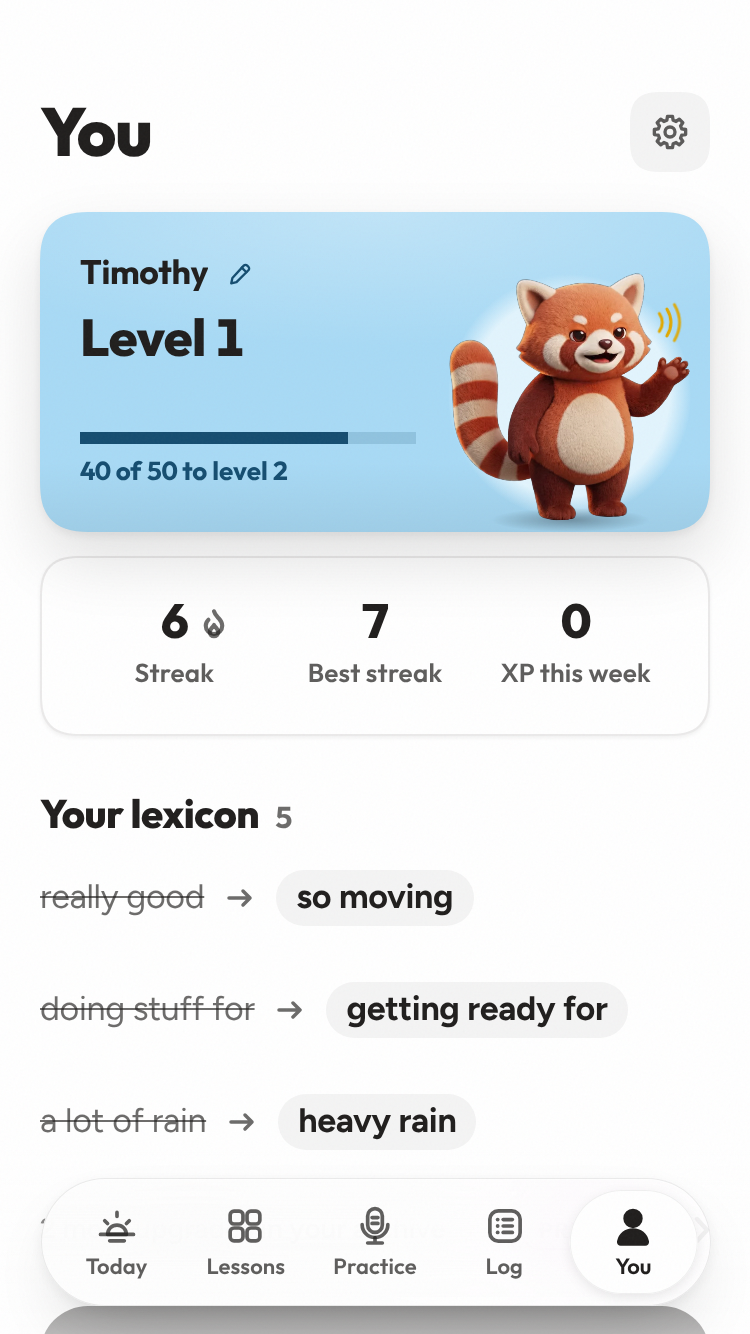 You
Timothy
Level 1
40 of 50 to level 2
6
7
0
Streak
Best streak
XP this week
Your lexicon 5
really good → so moving
doing stuff for → getting ready for
a lot of rain → heavy rain
Today
Lessons
Practice
Log
You